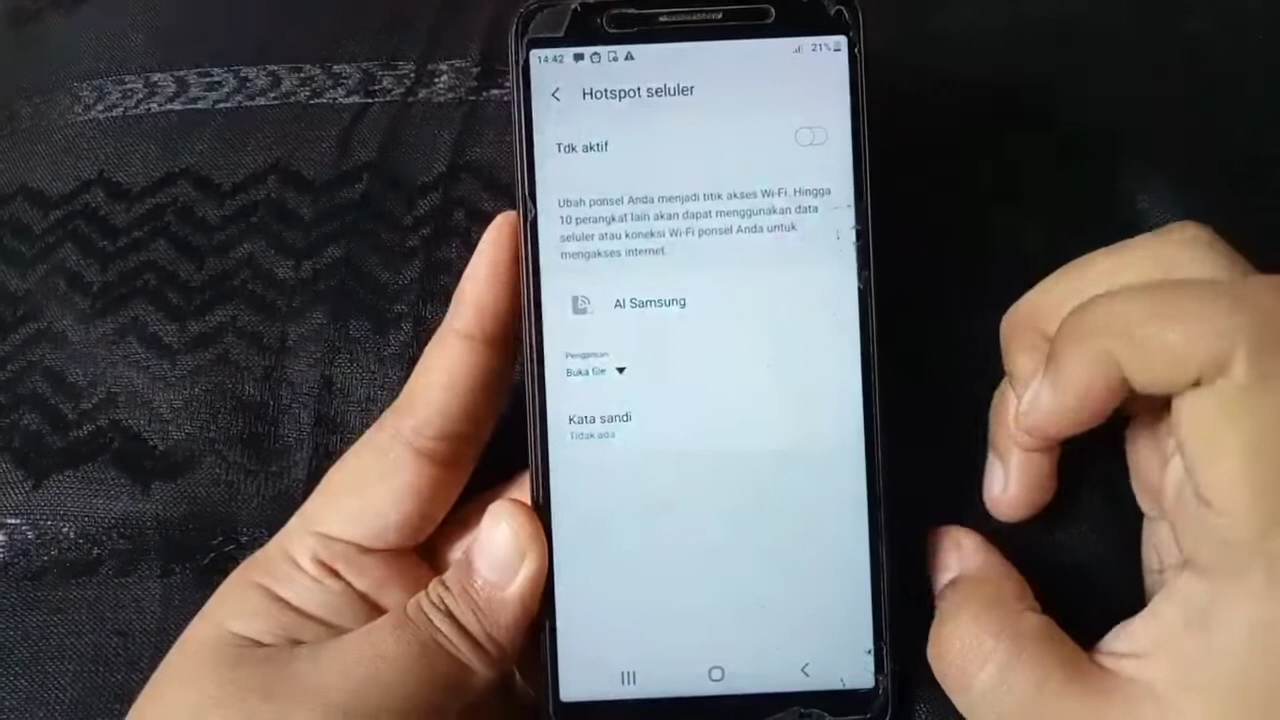 14:42
21%
Hotspot seluler
Tdk aktif
Ubah ponsel Anda menjadi titik akses Wi-Fi. Hingga
10 perangkat lain akan dapat menggunakan data
seluler atau koneksi Wi-Fi ponsel Anda untuk
mengakses internet.
Al Samsung
Pengaman
Buka file
Kata sandi
Tidak ada